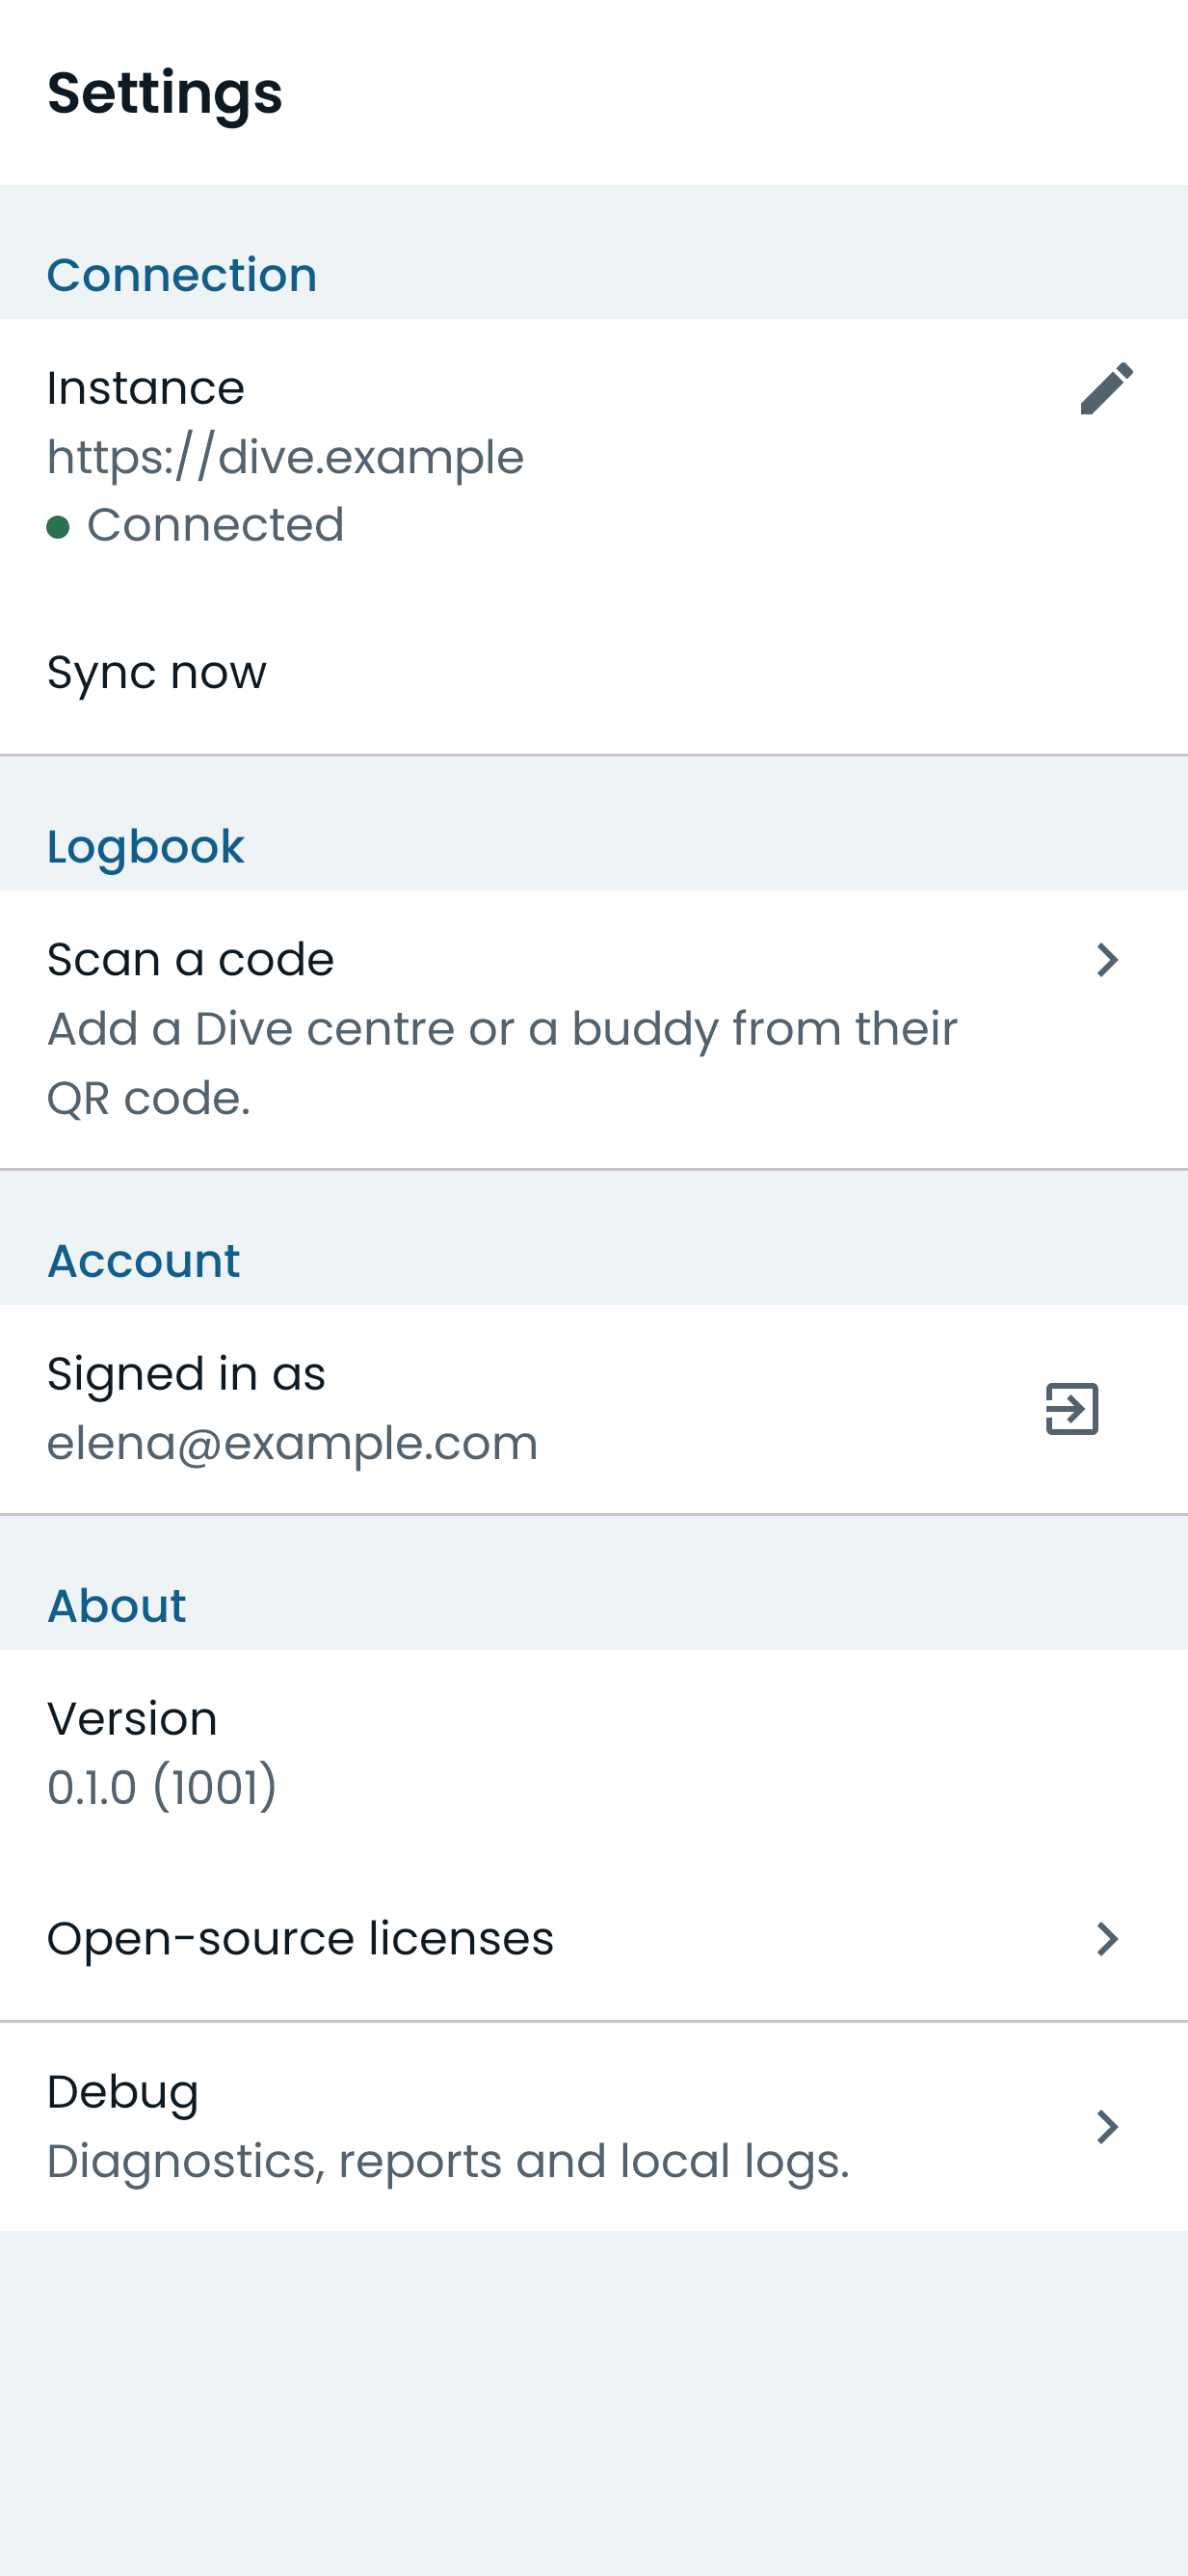 Settings
Connection
Instance
https://dive.example
Connected
Sync now
Logbook
Scan a code
Add a Dive centre or a buddy from their
QR code.
Account
Signed in as
elena@example.com
About
Version
0.1.0 (1001)
Open-source licenses
Debug
Diagnostics, reports and local logs.